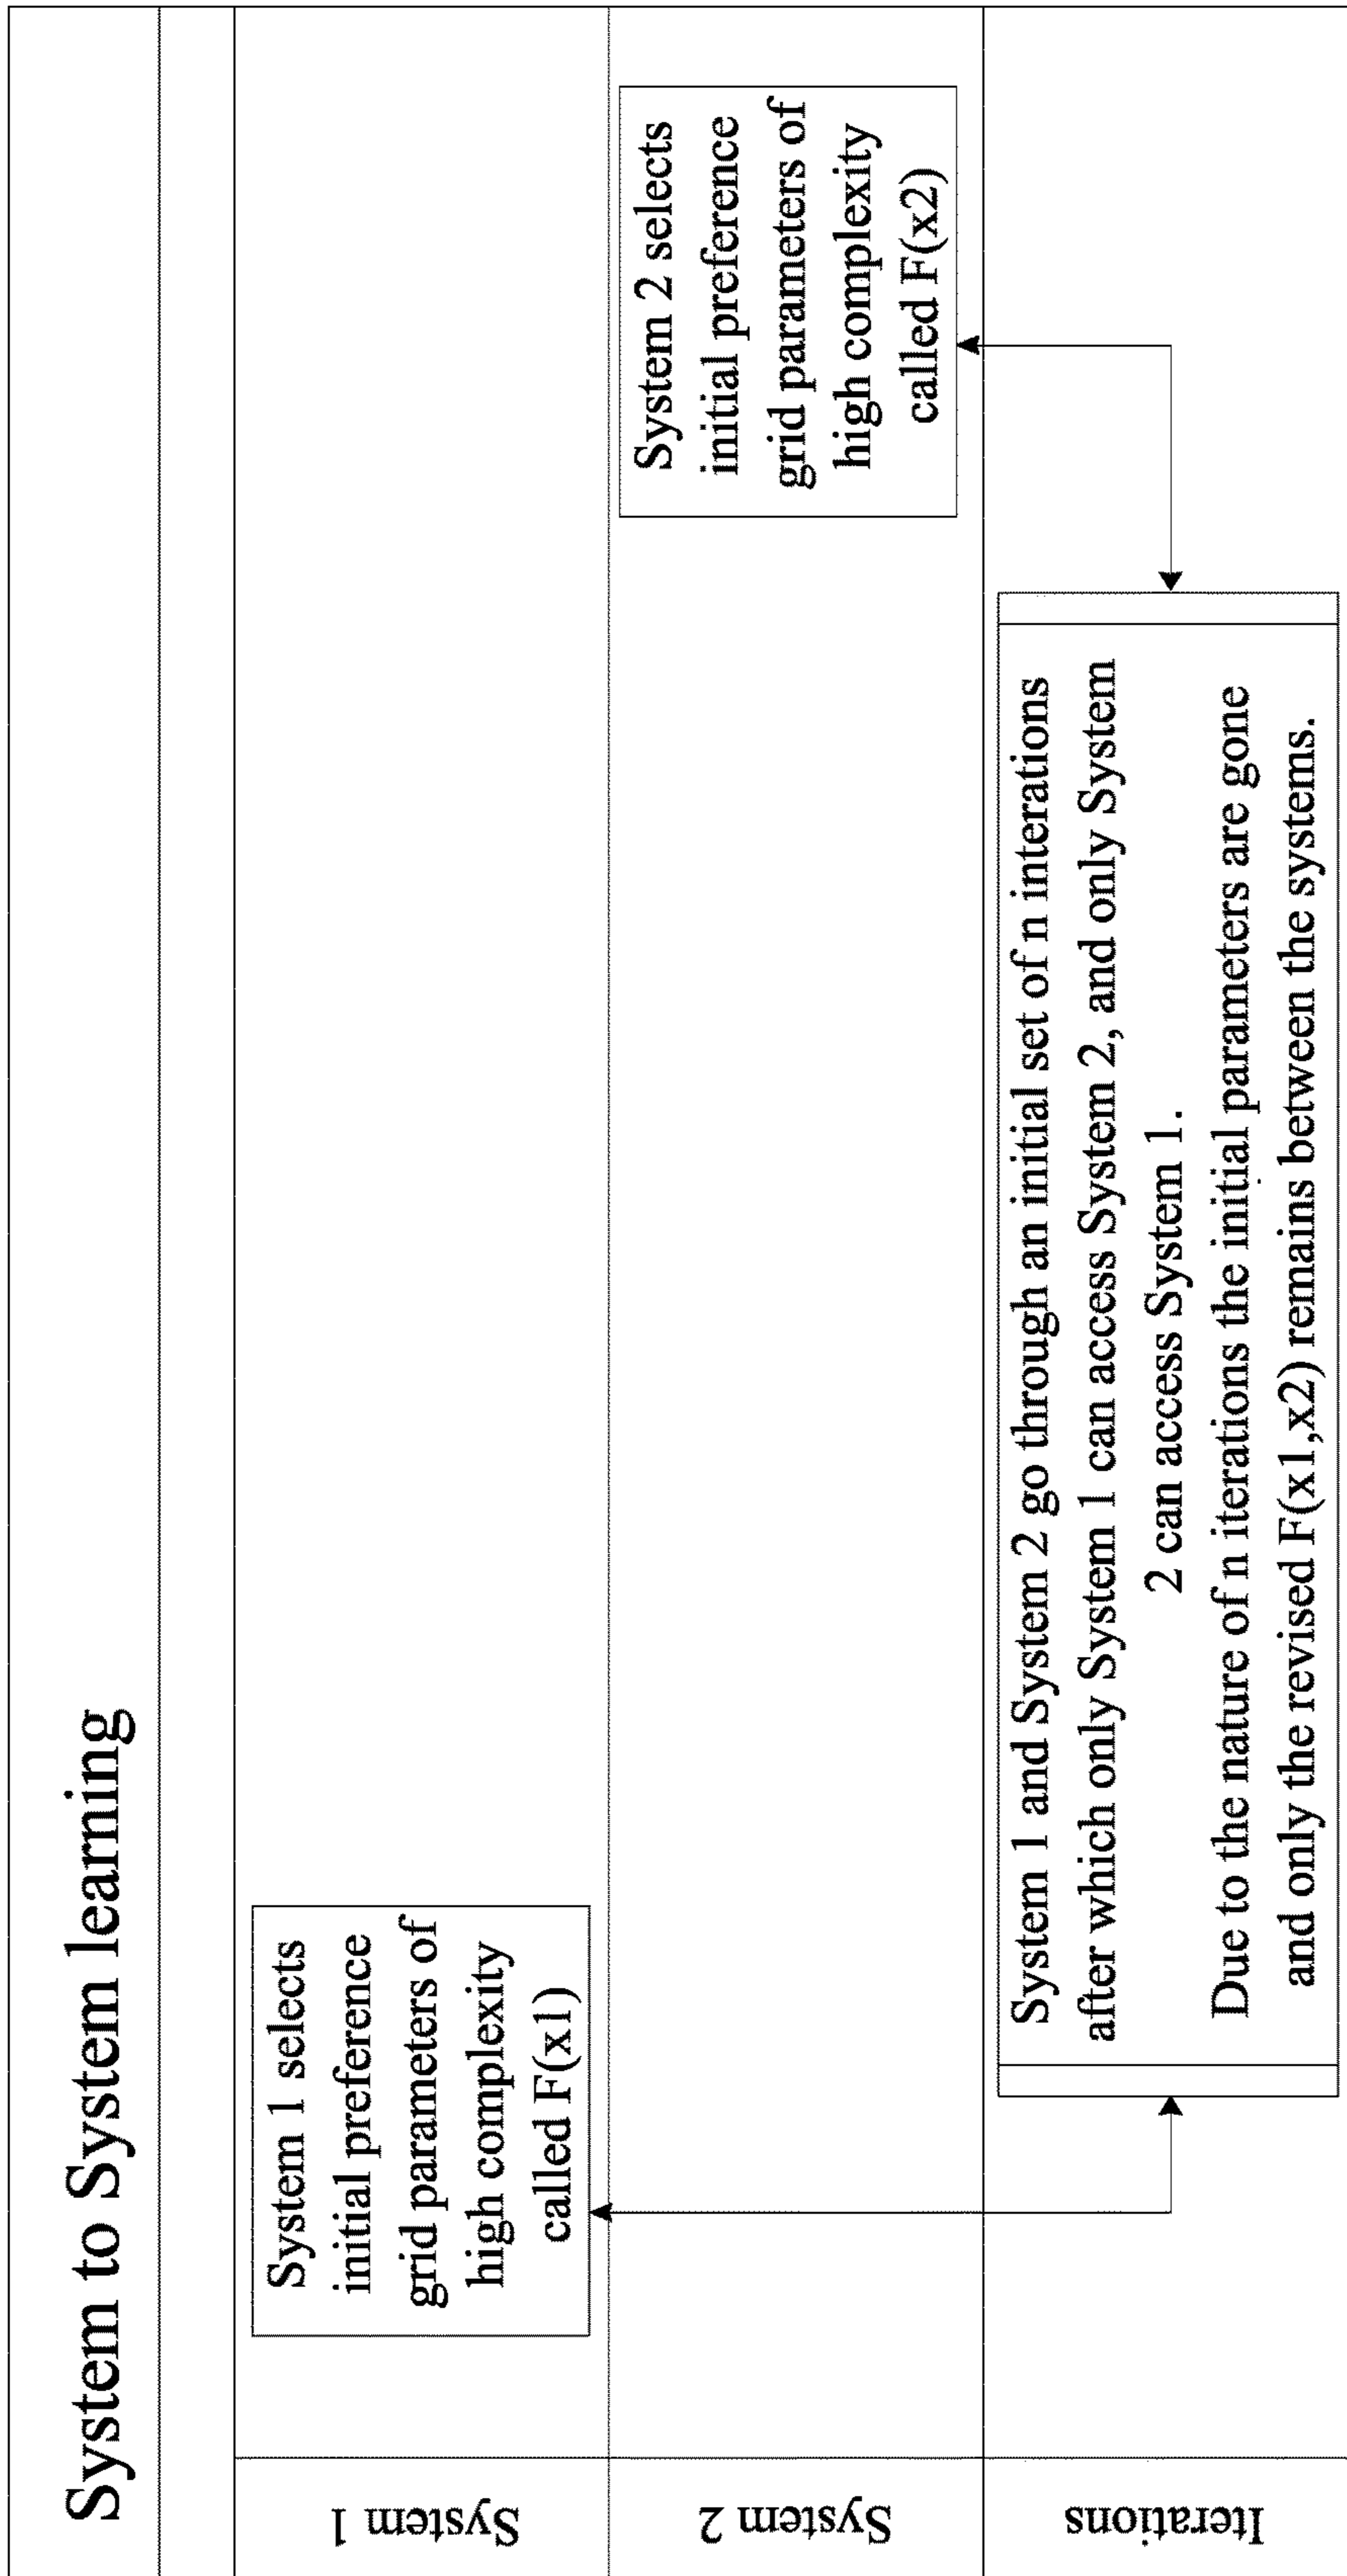 System to System learning
System 1
System 1 selects
initial preference
grid parameters of
high complexity
called F(x1)
System 2
System 2 selects
initial preference
grid parameters of
high complexity
called F(x2)
Iterations
System 1 and System 2 go through an initial set of n interations
after which only System 1 can access System 2, and only System
2 can access System 1.
Due to the nature of n iterations the initial parameters are gone
and only the revised F(x1,x2) remains between the systems.